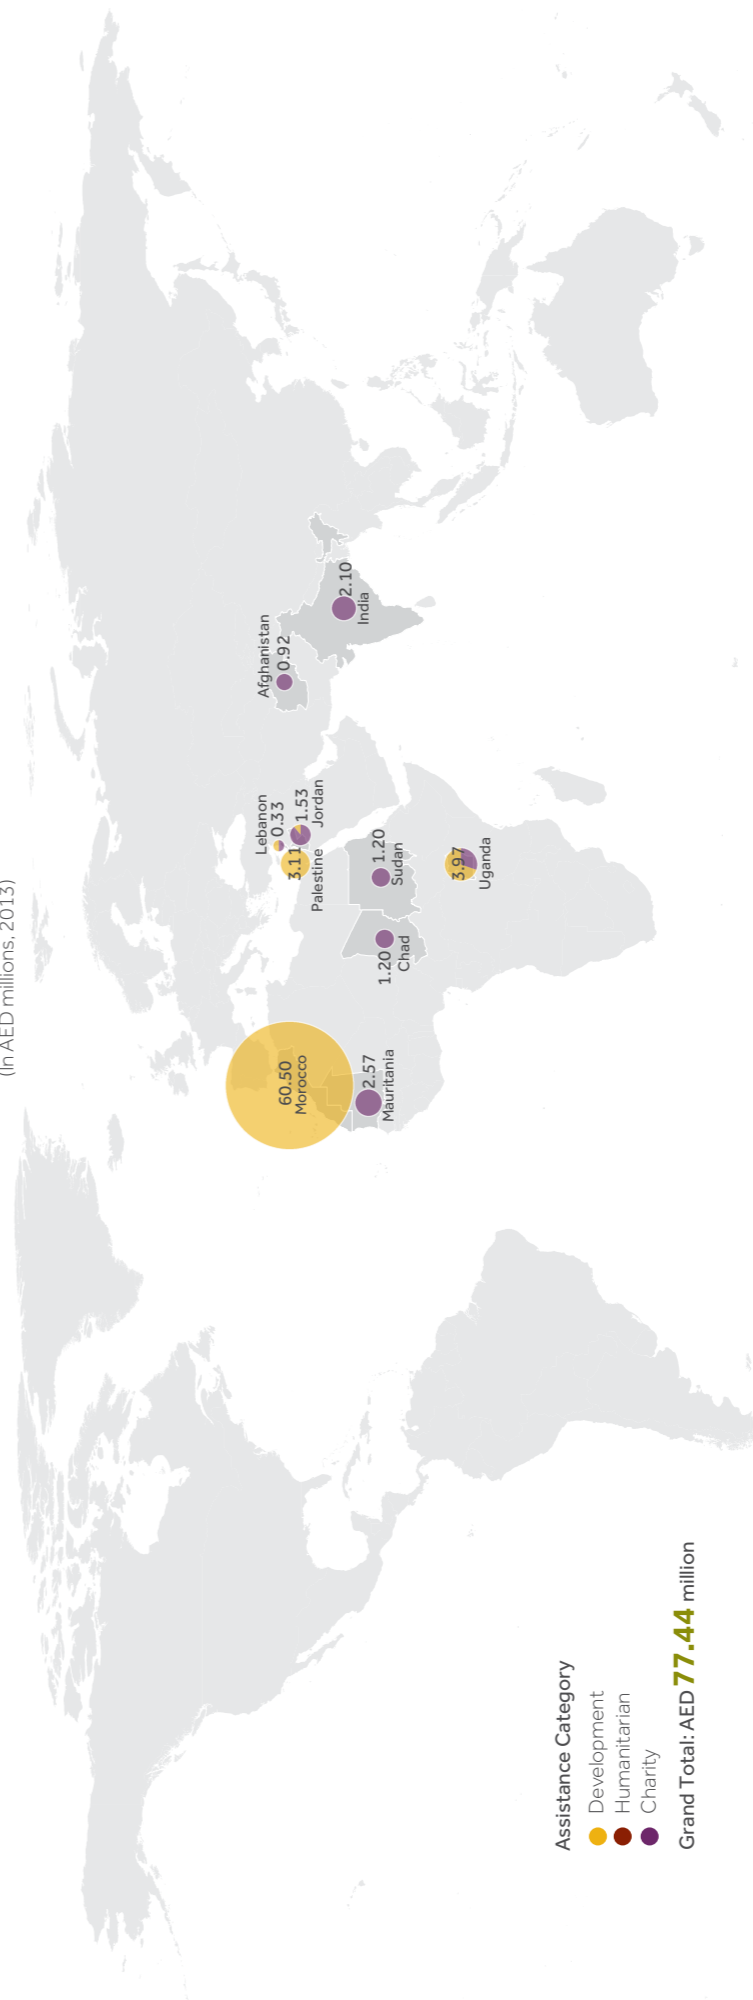 (In AED millions, 2013)
Lebanon
0.33
1.53
Jordan
3.11
Palestine
Afghanistan
0.92
2.10
India
60.50
Morocco
2.57
Mauritania
1.20
Chad
1.20
Sudan
3.97
Uganda
Assistance Category
Development
Humanitarian
Charity
Grand Total: AED 77.44 million